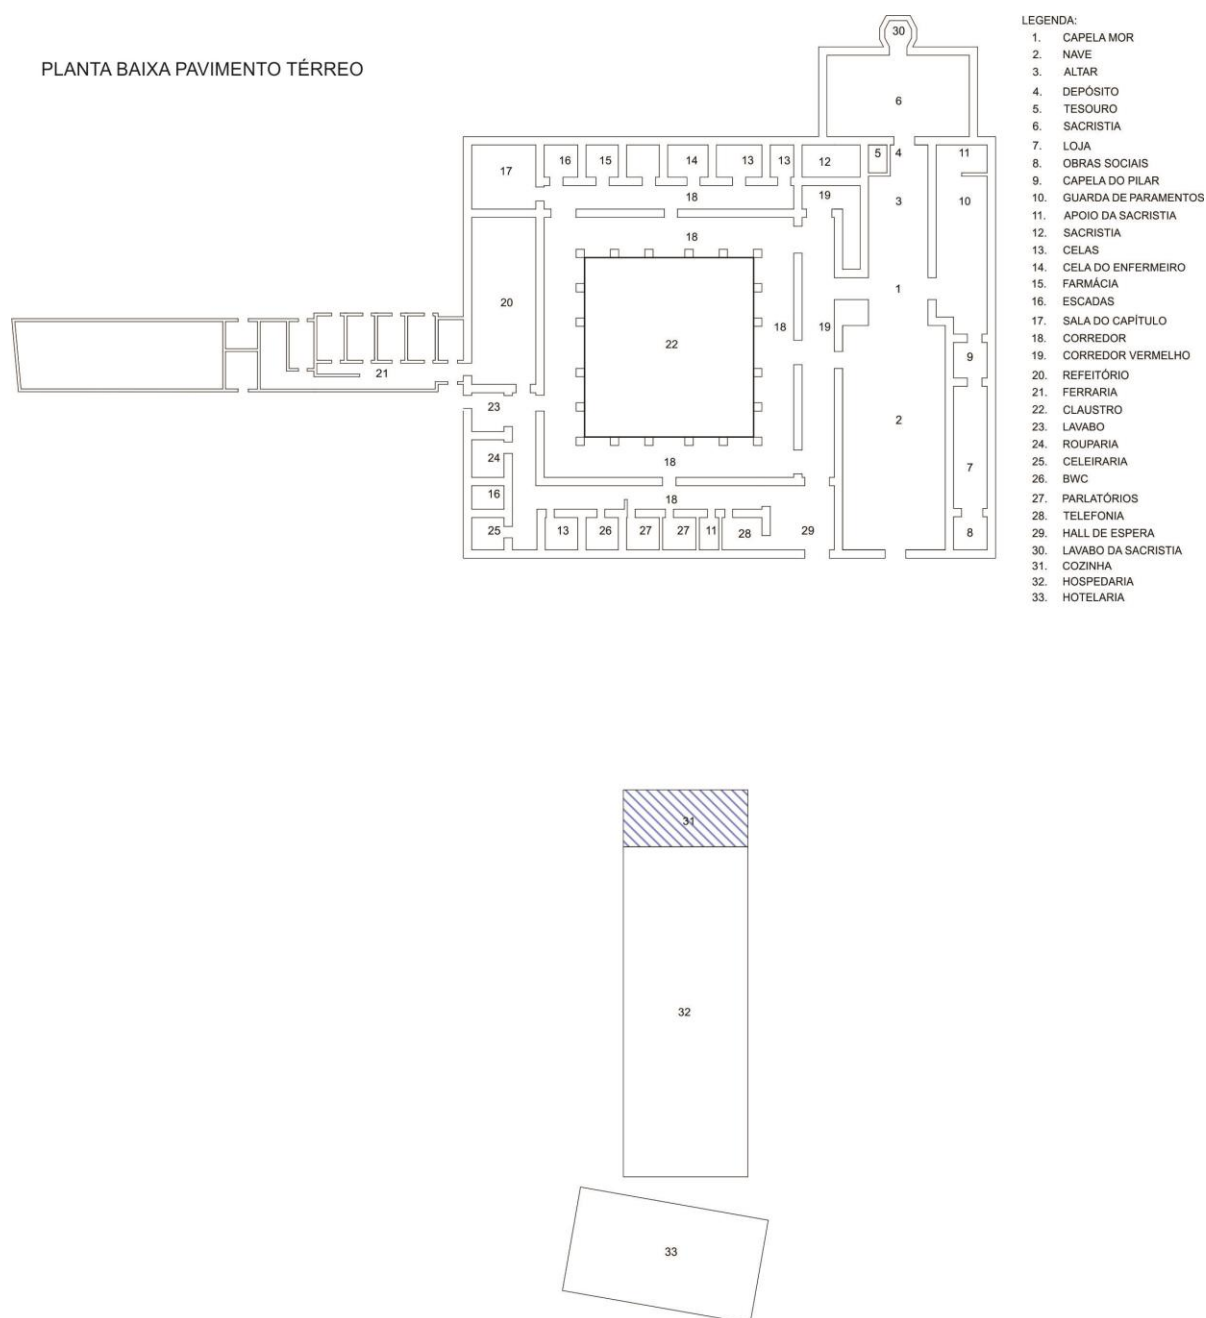 PLANTA BAIXA PAVIMENTO TÉRREO
LEGENDA:
1. CAPELA MOR
2. NAVE
3. ALTAR
4. DEPÓSITO
5. TESOURO
6. SACRISTIA
7. LOJA
8. OBRAS SOCIAIS
9. CAPELA DO PILAR
10. GUARDA DE PARAMENTOS
11. APOIO DA SACRISTIA
12. SACRISTIA
13. CELAS
14. CELA DO ENFERMEIRO
15. FARMÁCIA
16. ESCADAS
17. SALA DO CAPÍTULO
18. CORREDOR
19. CORREDOR VERMELHO
20. REFEITÓRIO
21. FERRARIA
22. CLAUSTRO
23. LAVABO
24. ROUPARIA
25. CELEIRARIA
26. BWC
27. PARLATÓRIOS
28. TELEFONIA
29. HALL DE ESPERA
30. LAVABO DA SACRISTIA
31. COZINHA
32. HOSPEDARIA
33. HOTELARIA
30
6
17 16 15 14 13 13 12 5 4 11
18 19 3 10
18
20 1
22 18 19 9
21
23 2
24 18 7
16 18
25 13 26 27 27 11 28 29 8
31
32
33